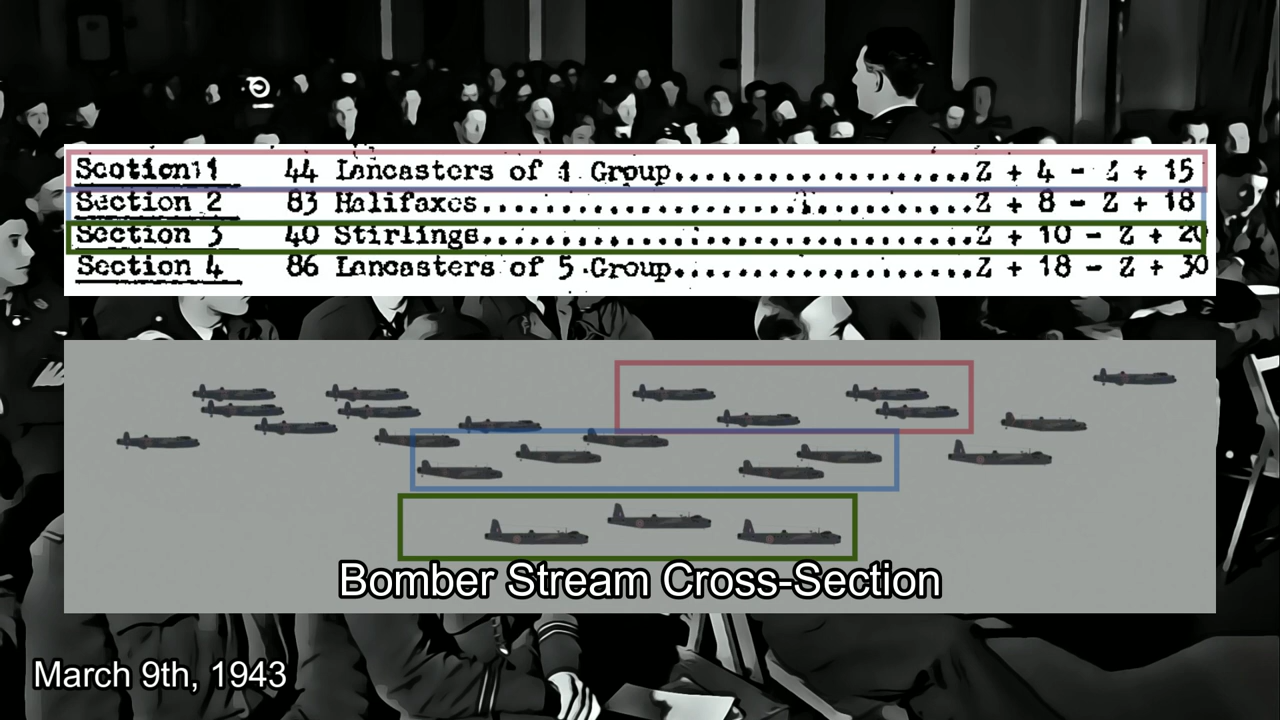 Section 1 44 Lancasters of 1 Group....................Z + 4 - Z + 15
Section 2 83 Halifaxes..............................Z + 8 - Z + 18
Section 3 40 Stirlings..............................Z + 10 - Z + 20
Section 4 86 Lancasters of 5 Group..................Z + 18 - Z + 30
Bomber Stream Cross-Section
March 9th, 1943